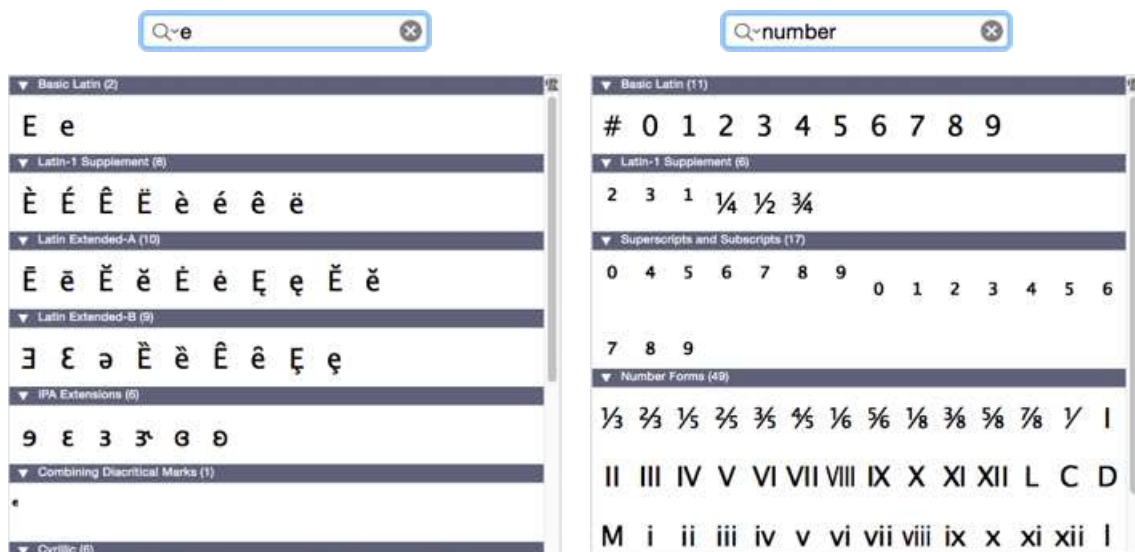 e
Basic Latin (2)
E e
Latin-1 Supplement (8)
È É Ê Ë è é ê ë
Latin Extended-A (10)
Ē ē Ĕ ĕ Ė ė Ę ę Ě ě
Latin Extended-B (9)
Ǝ Ɛ ǝ Ȅ ȅ Ȇ ȇ Ȩ ȩ
IPA Extensions (6)
ɘ ɛ ɜ ɝ ɞ ʚ
Combining Diacritical Marks (1)
ͤ
Cyrillic (6)
number
Basic Latin (11)
# 0 1 2 3 4 5 6 7 8 9
Latin-1 Supplement (6)
² ³ ¹ ¼ ½ ¾
Superscripts and Subscripts (17)
⁰ ⁴ ⁵ ⁶ ⁷ ⁸ ⁹ ₀ ₁ ₂ ₃ ₄ ₅ ₆
₇ ₈ ₉
Number Forms (49)
⅓ ⅔ ⅕ ⅖ ⅗ ⅘ ⅙ ⅚ ⅛ ⅜ ⅝ ⅞ ⅟ Ⅰ
Ⅱ Ⅲ Ⅳ Ⅴ Ⅵ Ⅶ Ⅷ Ⅸ Ⅹ Ⅺ Ⅻ Ⅼ Ⅽ Ⅾ
Ⅿ ⅰ ⅱ ⅲ ⅳ ⅴ ⅵ ⅶ ⅷ ⅸ ⅹ ⅺ ⅻ ⅼ